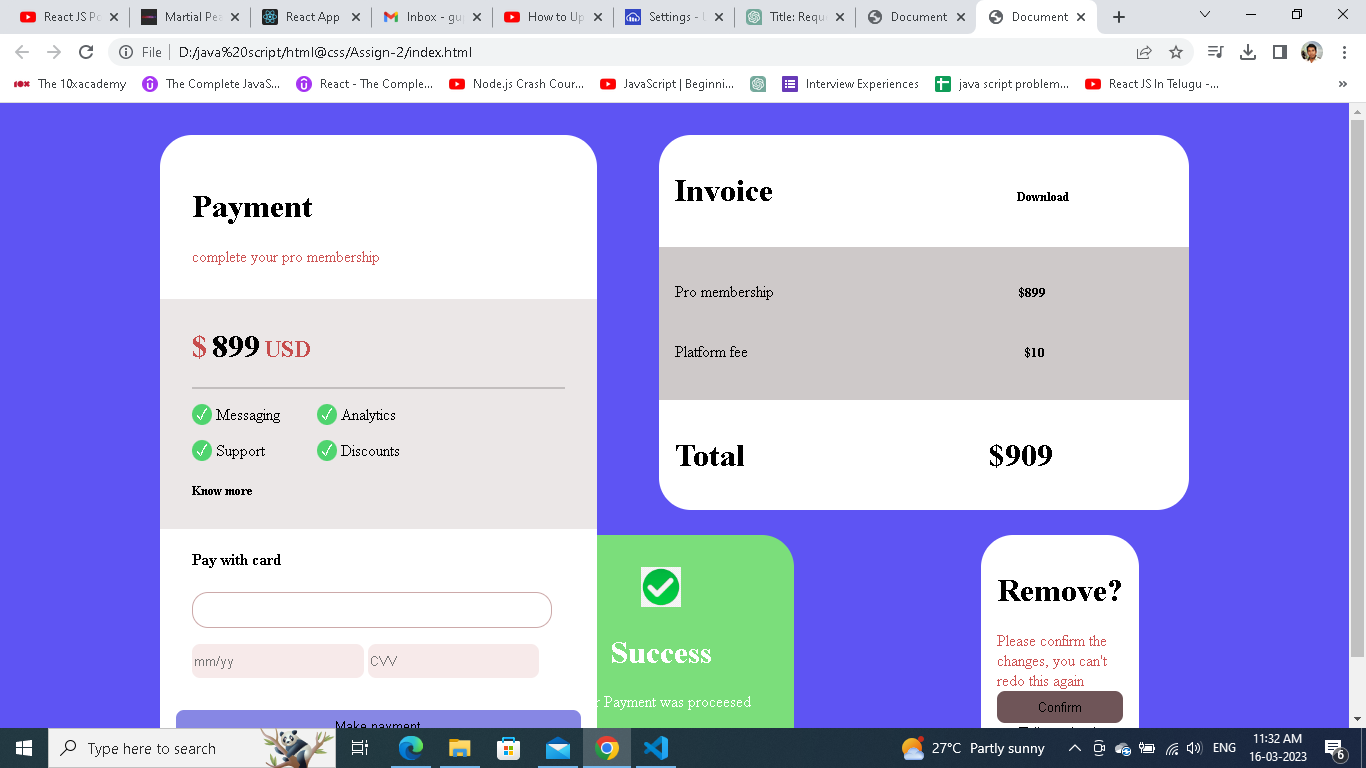 React JS Po
Martial Pea
React App
Inbox - gu
How to Up
Settings -
Title: Requ
Document
Document
File
D:/java%20script/html@css/Assign-2/index.html
The 10xacademy
The Complete JavaS...
React - The Comple...
Node.js Crash Cour...
JavaScript | Beginni...
Interview Experiences
java script problem...
React JS In Telugu -...
»
Payment
complete your pro membership
$ 899 USD
Messaging
Analytics
Support
Discounts
Know more
Pay with card
mm/yy
CVV
Make payment
Invoice
Download
Pro membership
$899
Platform fee
$10
Total
$909
Success
r Payment was proceesed
Remove?
Please confirm the
changes, you can't
redo this again
Confirm
Type here to search
27°C Partly sunny
ENG
11:32 AM
16-03-2023
6